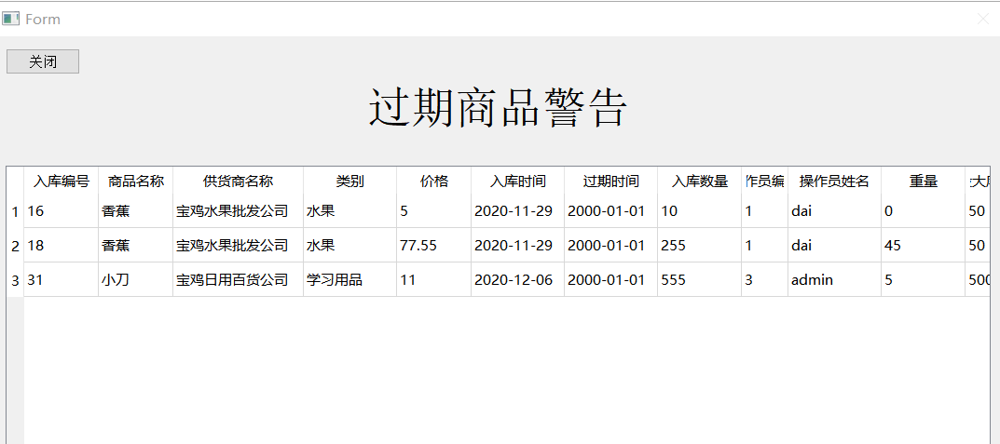 Form
关闭
过期商品警告
入库编号 商品名称 供货商名称 类别 价格 入库时间 过期时间 入库数量 作员编 操作员姓名 重量 大
1 16 香蕉 宝鸡水果批发公司 水果 5 2020-11-29 2000-01-01 10 1 dai 0 50
2 18 香蕉 宝鸡水果批发公司 水果 77.55 2020-11-29 2000-01-01 255 1 dai 45 50
3 31 小刀 宝鸡日用百货公司 学习用品 11 2020-12-06 2000-01-01 555 3 admin 5 500